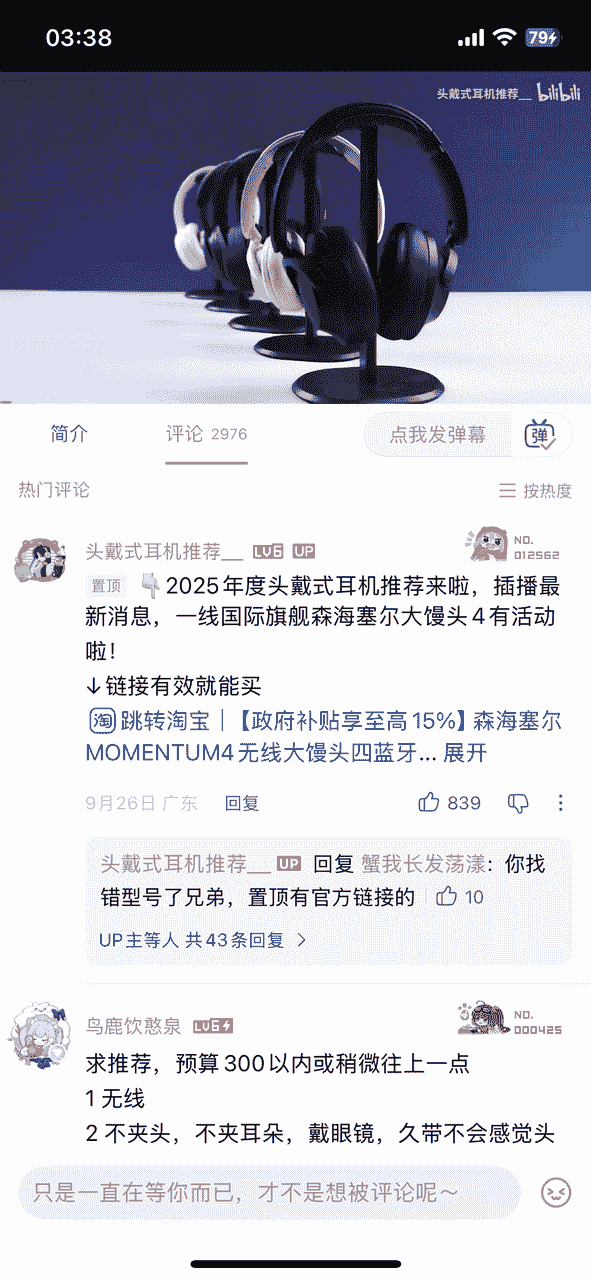 03:38
79
头戴式耳机推荐__ bilibili
简介
评论 2976
点我发弹幕
弹
热门评论
按热度
头戴式耳机推荐__ LV6 UP
NO.
012562
置顶 👇2025年度头戴式耳机推荐来啦，插播最
新消息，一线国际旗舰森海塞尔大馒头4有活动
啦！
↓链接有效就能买
淘 跳转淘宝｜【政府补贴享至高15%】森海塞尔
MOMENTUM4无线大馒头四蓝牙... 展开
9月26日 广东 回复
839
头戴式耳机推荐__ UP 回复 蟹我长发荡漾：你找
错型号了兄弟，置顶有官方链接的 10
UP主等人 共43条回复 >
鸟鹿饮憨泉 LV6
NO.
000425
求推荐，预算300以内或稍微往上一点
1 无线
2 不夹头，不夹耳朵，戴眼镜，久带不会感觉头
只是一直在等你而已，才不是想被评论呢～